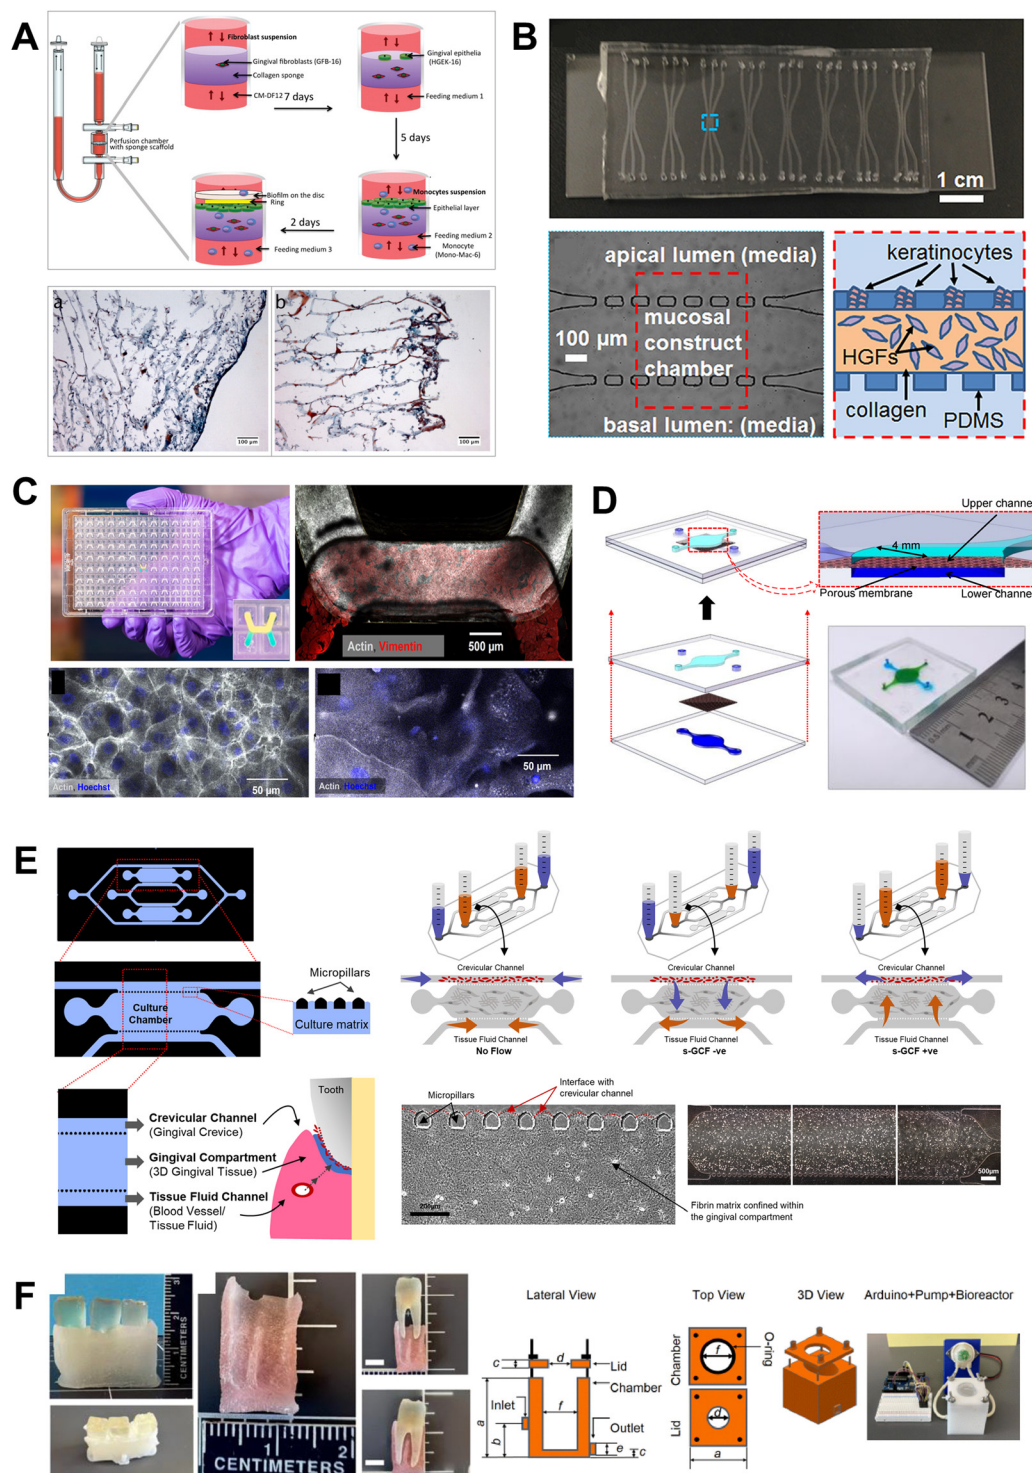 A
Fibroblast suspension
Gingival fibroblasts (GFB-16)
Collagen sponge
CM-DF12
7 days
Gingival epithelia
(HGEK-16)
Feeding medium 1
Perfusion chamber
with sponge scaffold
5 days
Biofilm on the disc
Ring
2 days
Feeding medium 3
Monocytes suspension
Epithelial layer
Feeding medium 2
Monocyte
(Mono-Mac-6)
a
100 µm
b
100 µm
B
1 cm
apical lumen (media)
100 µm
mucosal
construct
chamber
basal lumen: (media)
keratinocytes
HGFs
collagen
PDMS
C
Actin, Vimentin
500 µm
Actin, Hoechst
50 µm
Actin, Hoechst
50 µm
D
Upper channe
4 mm
Porous membrane
Lower channe
1 2 3 4
E
Culture
Chamber
Micropillars
Culture matrix
Crevicular Channel
Tissue Fluid Channel
No Flow
Crevicular Channel
Tissue Fluid Channel
s-GCF -ve
Crevicular Channel
Tissue Fluid Channel
s-GCF +ve
Crevicular Channel
(Gingival Crevice)
Gingival Compartment
(3D Gingival Tissue)
Tissue Fluid Channel
(Blood Vessel/
Tissue Fluid)
Tooth
Micropillars
Interface with
crevicular channel
200µm
Fibrin matrix confined within
the gingival compartment
500µm
F
CENTIMETERS
1 2
CENTIMETERS
Lateral View
c
d
Lid
Chamber
Inlet
f
a
b
Outlet
e
c
Top View
Chamber
f
O-ring
Lid
d
a
3D View
Arduino+Pump+Bioreactor